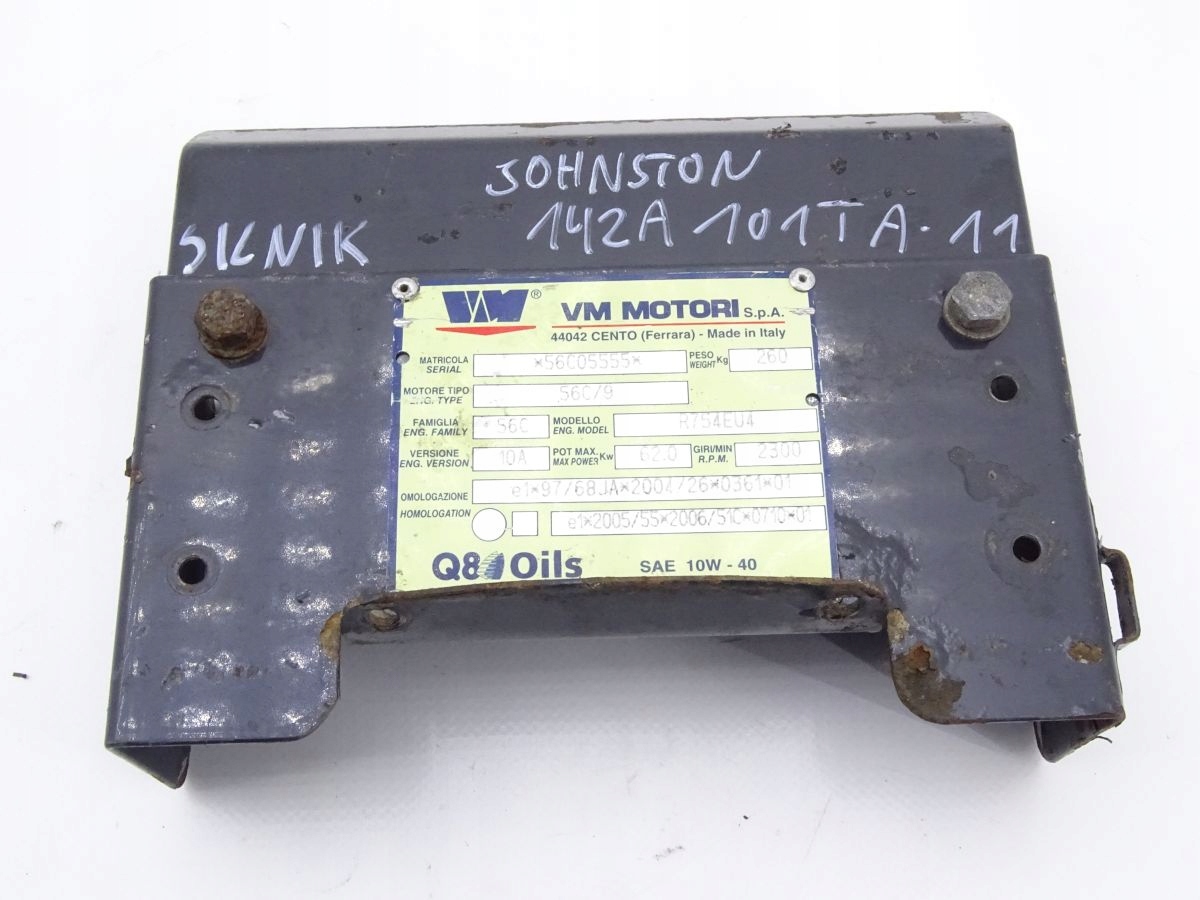 JOHNSTON
SILNIK 142A101TA-11
VM® VM MOTORI S.p.A.
44042 CENTO (Ferrara) - Made in Italy
MATRICOLA SERIAL *56C05555* PESO WEIGHT Kg 260
MOTORE TIPO ENG. TYPE 56C/9
FAMIGLIA ENG. FAMILY 56C MODELLO ENG. MODEL R754EU4
VERSIONE ENG. VERSION 10A POT MAX. MAX POWER Kw 62.0 GIRI/MIN R.P.M. 2300
OMOLOGAZIONE e1*97/68JA*2004/26*0361*01
HOMOLOGATION e1*2005/55*2006/51C*0710*01
Q8 Oils SAE 10W - 40